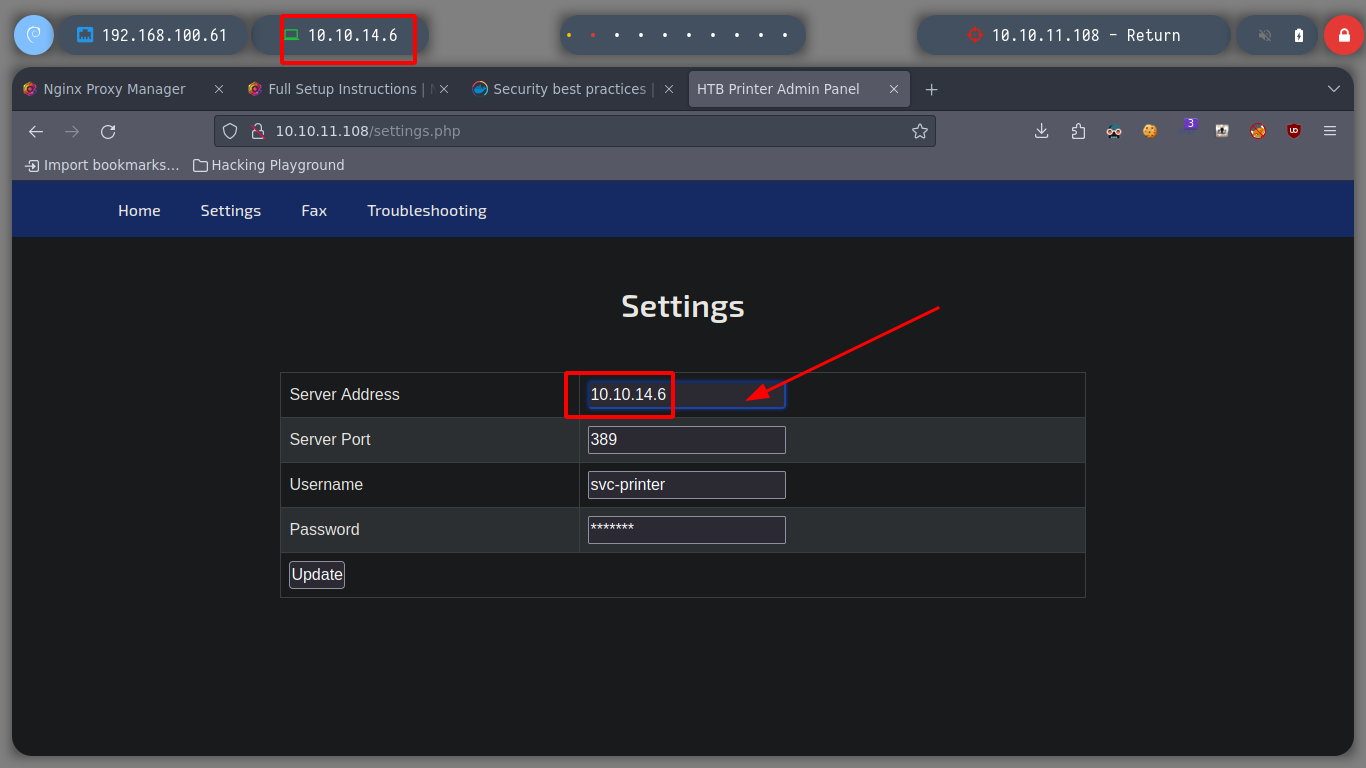 192.168.100.61 10.10.14.6 10.10.11.108 - Return
Nginx Proxy Manager Full Setup Instructions | Security best practices | HTB Printer Admin Panel
10.10.11.108/settings.php 3 UD
Import bookmarks... Hacking Playground
Home Settings Fax Troubleshooting
Settings
Server Address 10.10.14.6
Server Port 389
Username svc-printer
Password *******
Update